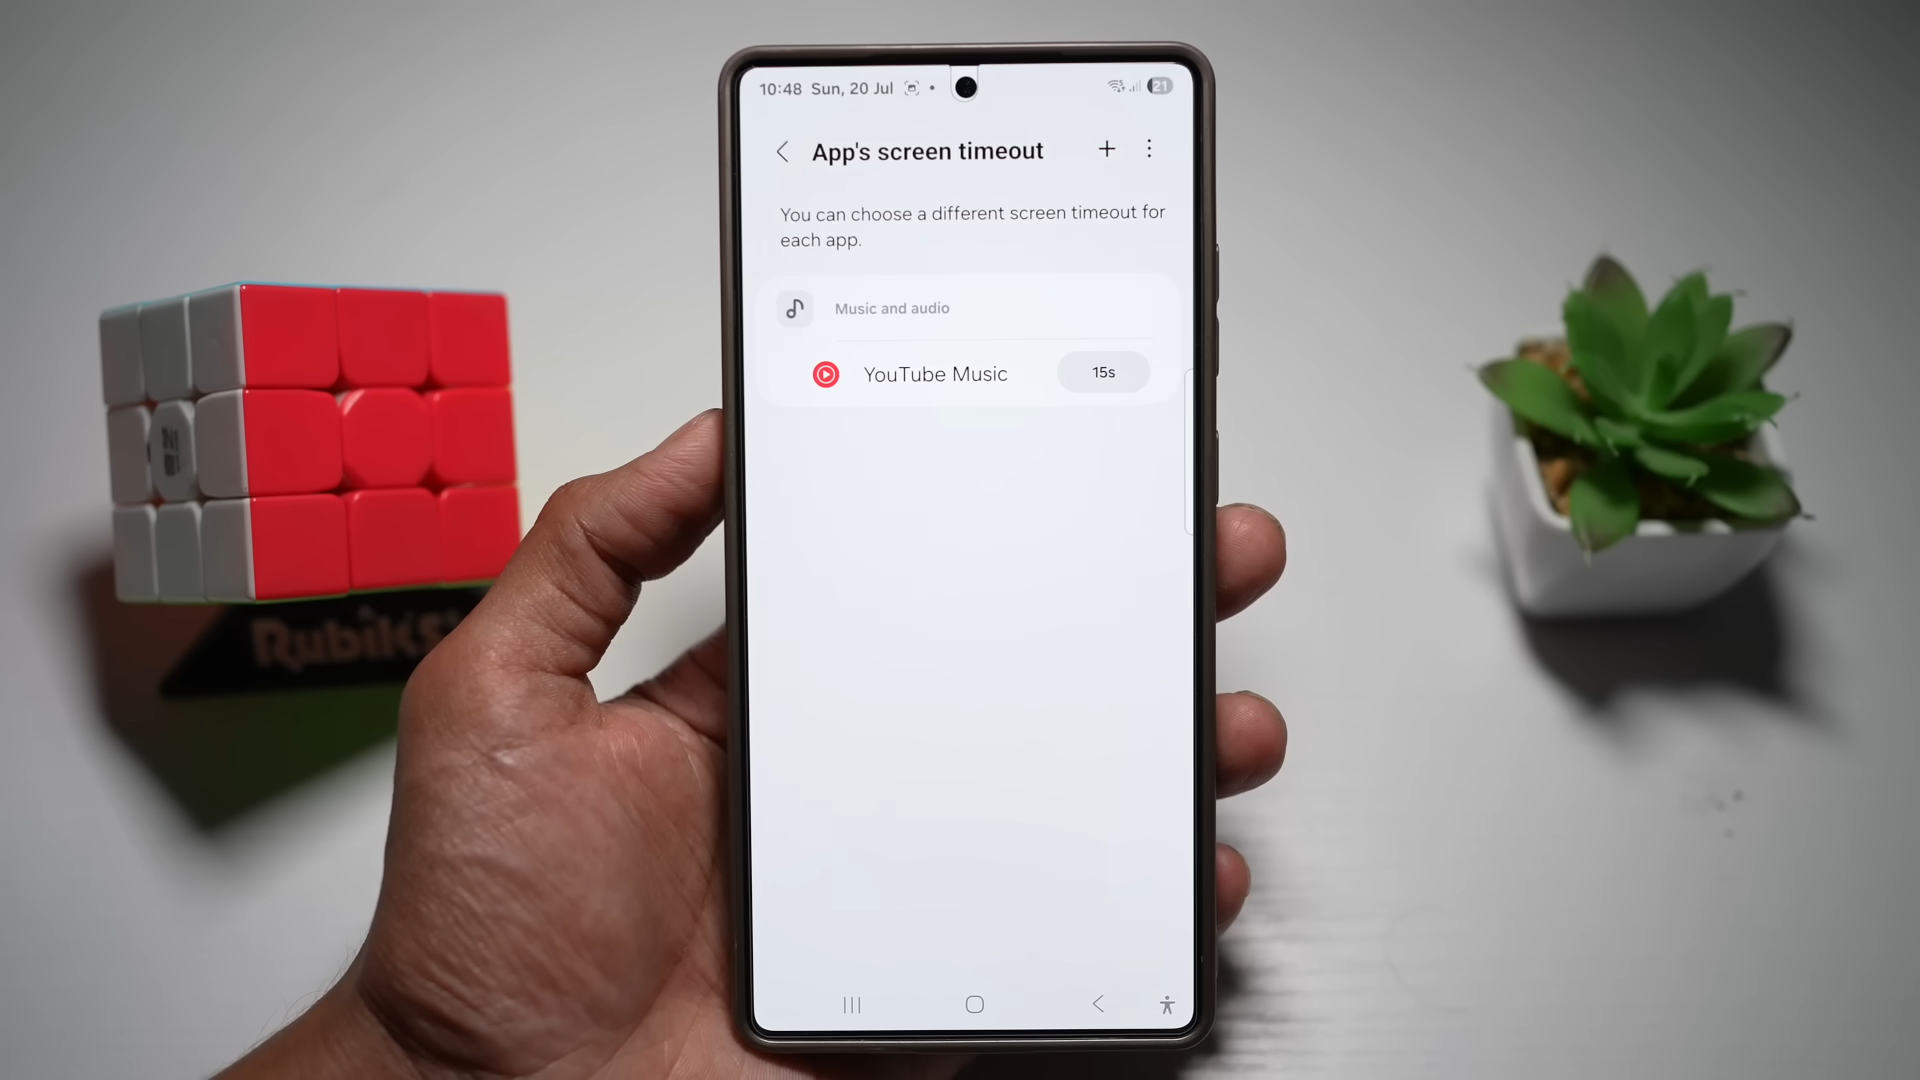 10:48 Sun, 20 Jul
21
App's screen timeout
You can choose a different screen timeout for
each app.
Music and audio
YouTube Music
15s
Rubik's